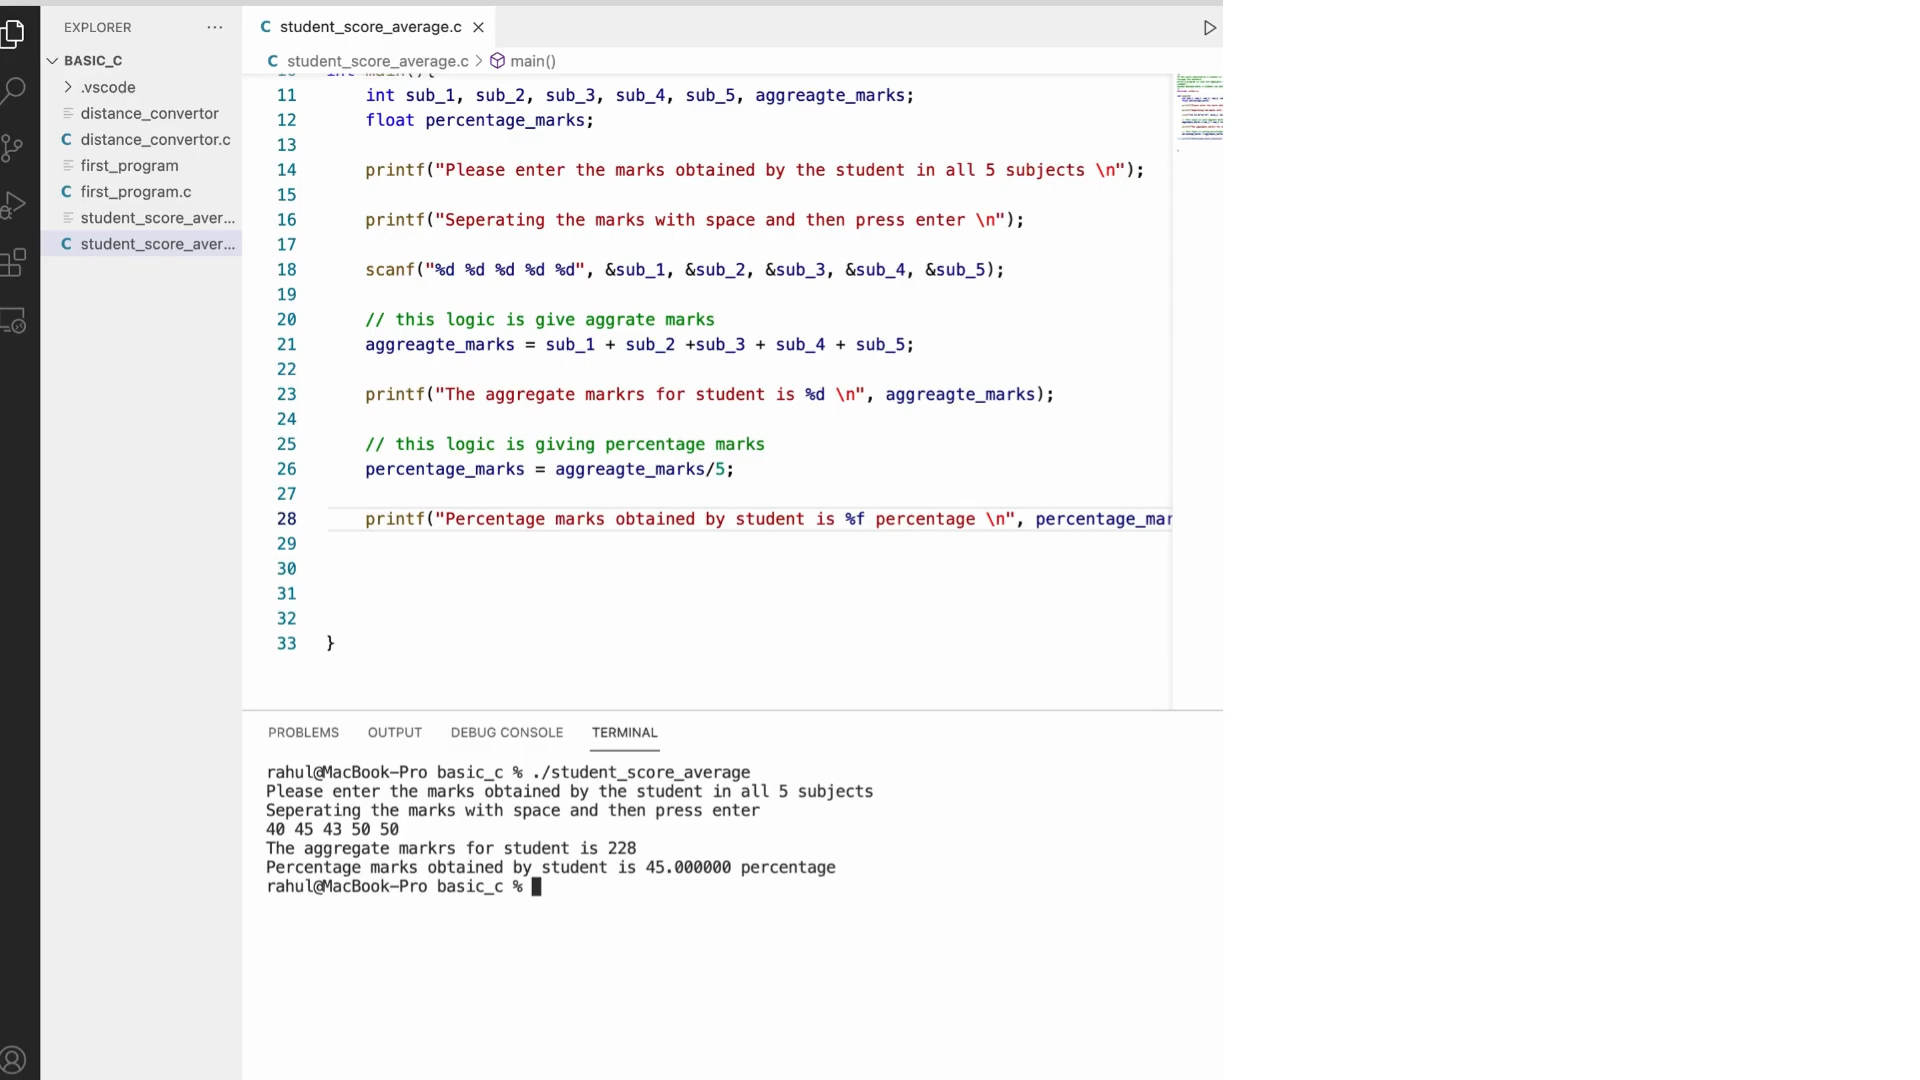 EXPLORER
BASIC_C
.vscode
distance_convertor
C distance_convertor.c
first_program
C first_program.c
student_score_aver...
C student_score_aver...
C student_score_average.c
C student_score_average.c > main()
10 int main(){
11 int sub_1, sub_2, sub_3, sub_4, sub_5, aggreagte_marks;
12 float percentage_marks;
13
14 printf("Please enter the marks obtained by the student in all 5 subjects \n");
15
16 printf("Seperating the marks with space and then press enter \n");
17
18 scanf("%d %d %d %d %d", &sub_1, &sub_2, &sub_3, &sub_4, &sub_5);
19
20 // this logic is give aggrate marks
21 aggreagte_marks = sub_1 + sub_2 +sub_3 + sub_4 + sub_5;
22
23 printf("The aggregate markrs for student is %d \n", aggreagte_marks);
24
25 // this logic is giving percentage marks
26 percentage_marks = aggreagte_marks/5;
27
28 printf("Percentage marks obtained by student is %f percentage \n", percentage_mar
29
30
31
32
33 }
PROBLEMS OUTPUT DEBUG CONSOLE TERMINAL
rahul@MacBook-Pro basic_c % ./student_score_average
Please enter the marks obtained by the student in all 5 subjects
Seperating the marks with space and then press enter
40 45 43 50 50
The aggregate markrs for student is 228
Percentage marks obtained by student is 45.000000 percentage
rahul@MacBook-Pro basic_c %